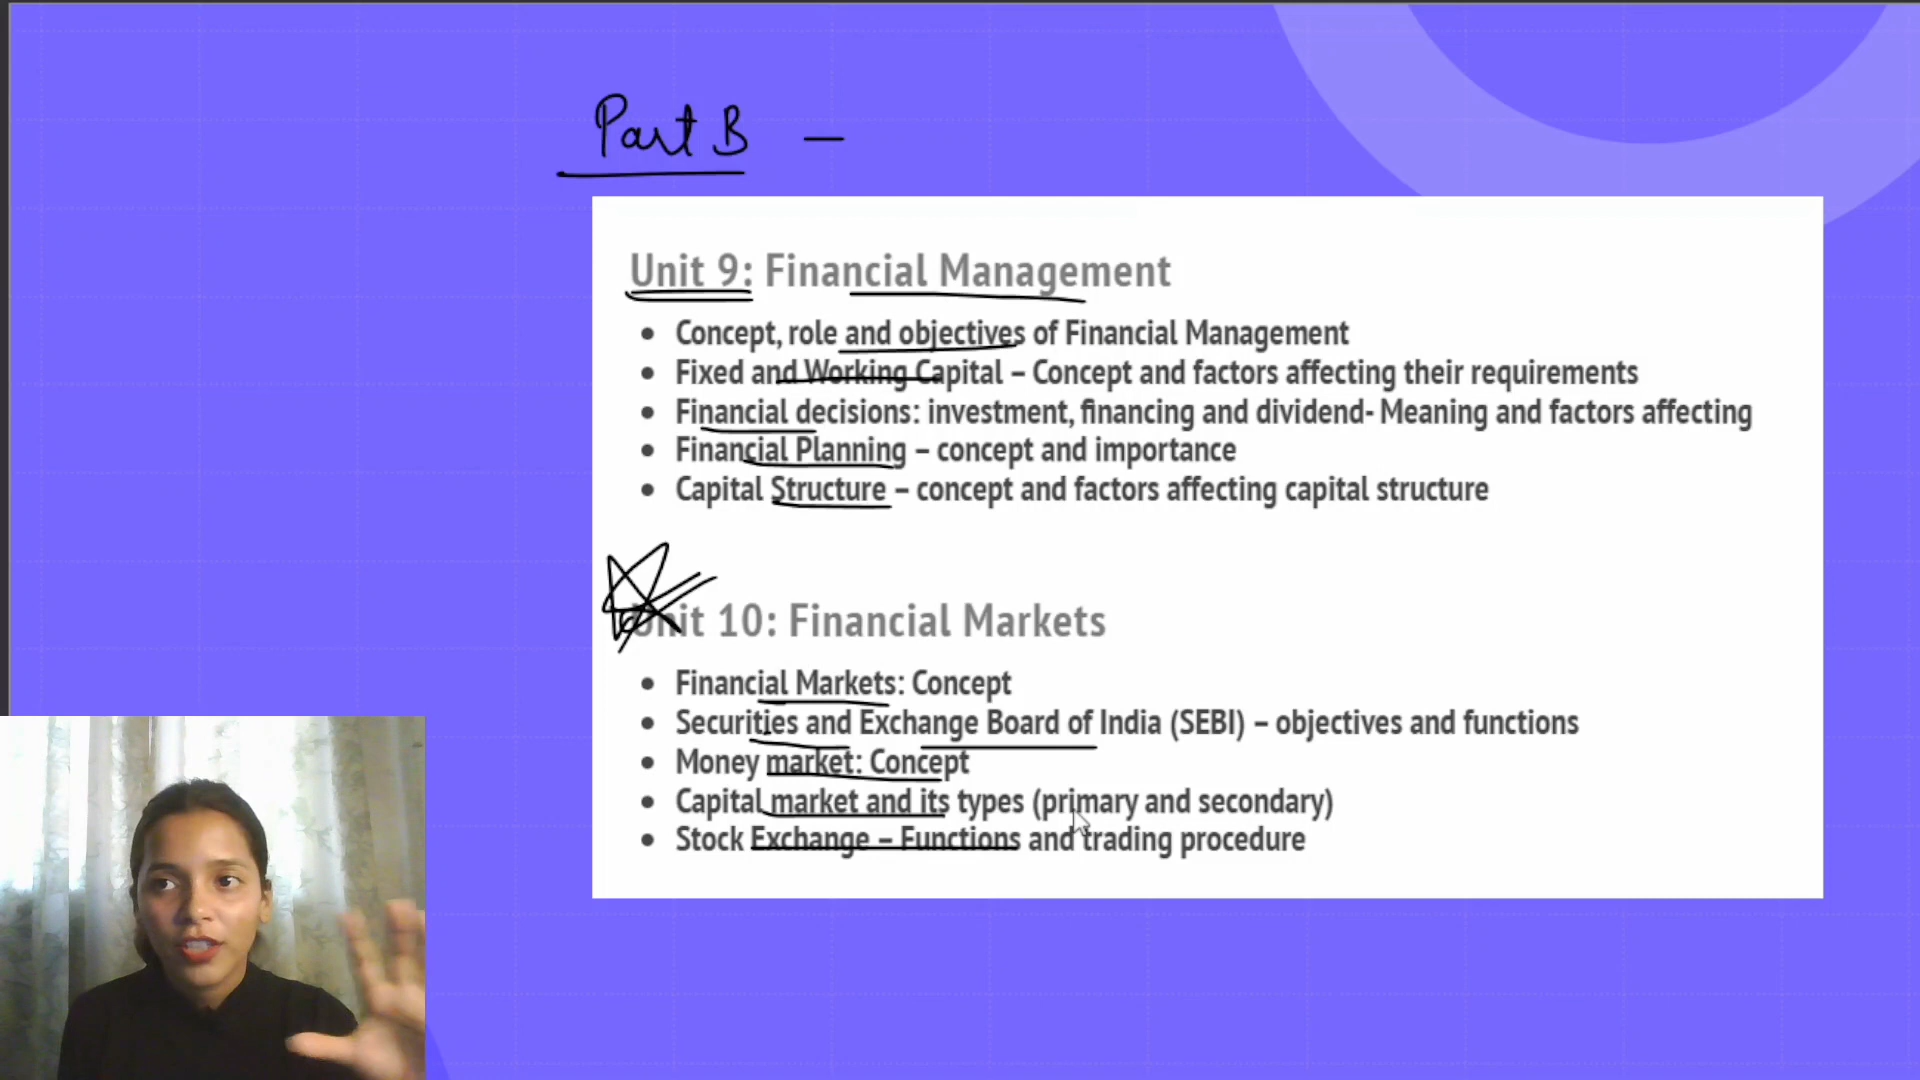 Part B —
Unit 9: Financial Management
• Concept, role and objectives of Financial Management
• Fixed and Working Capital – Concept and factors affecting their requirements
• Financial decisions: investment, financing and dividend- Meaning and factors affecting
• Financial Planning – concept and importance
• Capital Structure – concept and factors affecting capital structure
Unit 10: Financial Markets
• Financial Markets: Concept
• Securities and Exchange Board of India (SEBI) – objectives and functions
• Money market: Concept
• Capital market and its types (primary and secondary)
• Stock Exchange – Functions and trading procedure